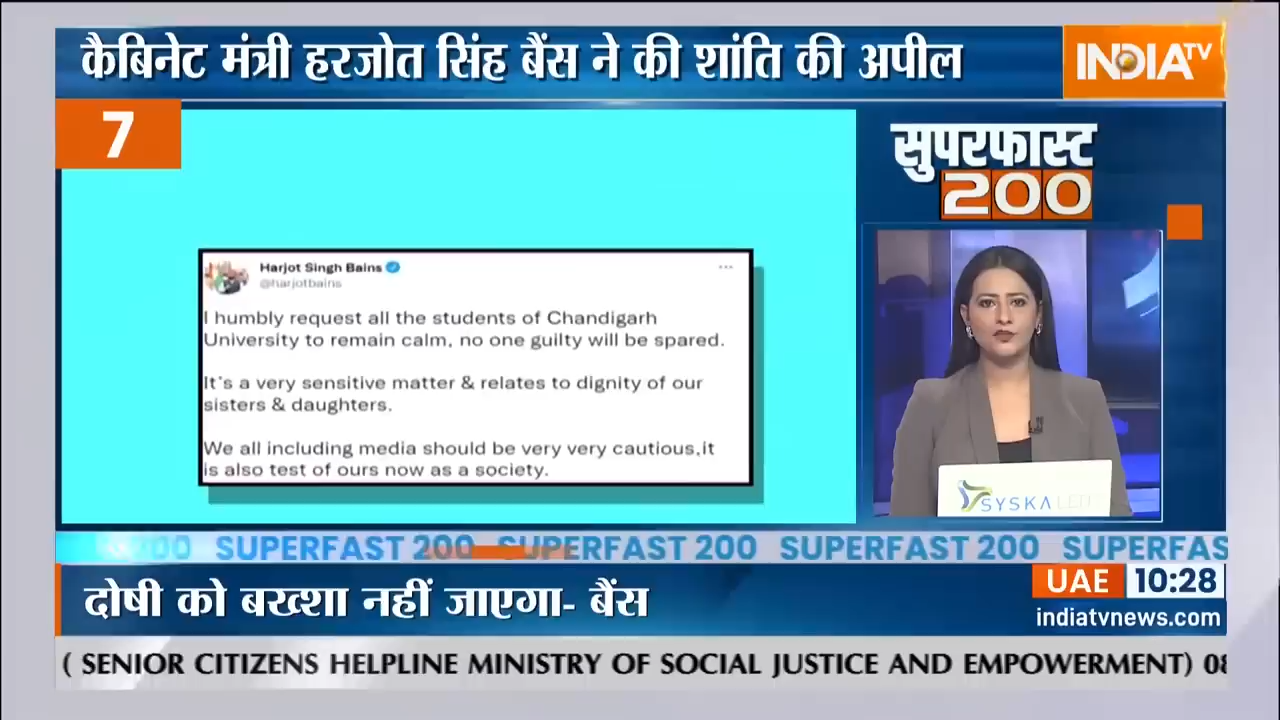 कैबिनेट मंत्री हरजोत सिंह बैंस ने की शांति की अपील
INDIA TV
7
सुपरफास्ट
200
Harjot Singh Bains
@harjotbains
I humbly request all the students of Chandigarh
University to remain calm, no one guilty will be spared.
It's a very sensitive matter & relates to dignity of our
sisters & daughters.
We all including media should be very very cautious,it
is also test of ours now as a society.
SYSKA LED
200 SUPERFAST 200 SUPERFAST 200 SUPERFAST 200 SUPERFAS
दोषी को बख्शा नहीं जाएगा- बैंस
UAE 10:28
indiatvnews.com
( SENIOR CITIZENS HELPLINE MINISTRY OF SOCIAL JUSTICE AND EMPOWERMENT) 08